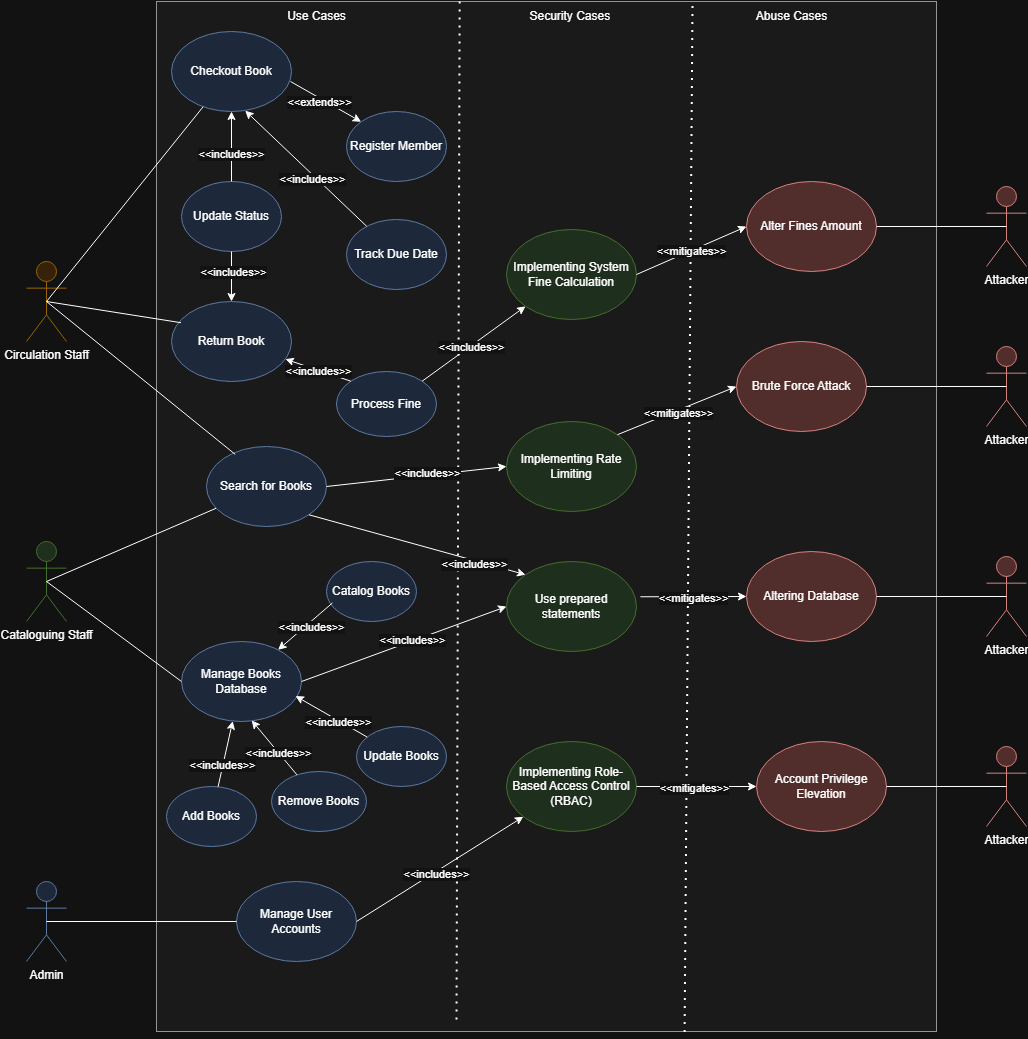 Use Cases
Security Cases
Abuse Cases
Checkout Book
<<extends>>
Register Member
<<includes>>
<<includes>>
Update Status
Track Due Date
<<includes>>
Return Book
<<includes>>
Process Fine
Circulation Staff
Implementing System
Fine Calculation
<<includes>>
<<mitigates>>
Alter Fines Amount
Attacker
Search for Books
<<includes>>
Implementing Rate
Limiting
<<mitigates>>
Brute Force Attack
Attacker
<<includes>>
Cataloguing Staff
Catalog Books
<<includes>>
<<includes>>
Use prepared
statements
<<mitigates>>
Altering Database
Attacker
Manage Books
Database
<<includes>>
<<includes>>
<<includes>>
Update Books
Add Books
Remove Books
Implementing Role-
Based Access Control
(RBAC)
<<mitigates>>
Account Privilege
Elevation
Attacker
<<includes>>
Manage User
Accounts
Admin